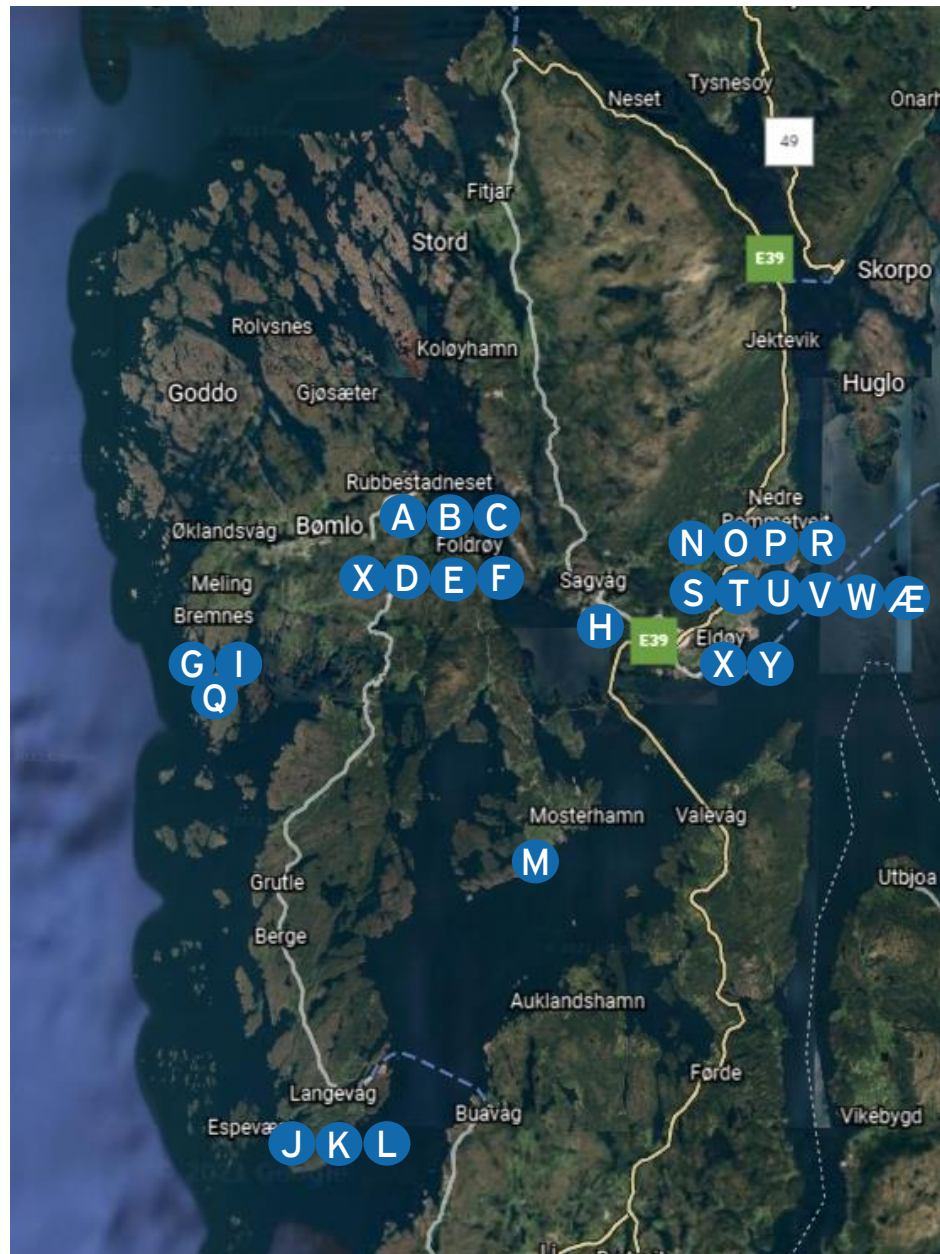 Neset
Tysnesøy
Onarh
49
Fitjar
Stord
E39
Skorpo
Rolvsnes
Koløyhamn
Jektevik
Goddo
Gjøsæter
Huglo
Rubbestadneset
Nedre
A B C
Øklandsvåg
Bømlo
Foldrøy
N O P R
X D E F
Meling
Sagvåg
S T U V W Æ
Bremnes
H
E39
Eldøy
G I
X Y
Q
Mosterhamn
Valevåg
M
Utbjoa
Grutle
Berge
Auklandshamn
Førde
Langevåg
Buavåg
Vikebygd
Espevæ
J K L